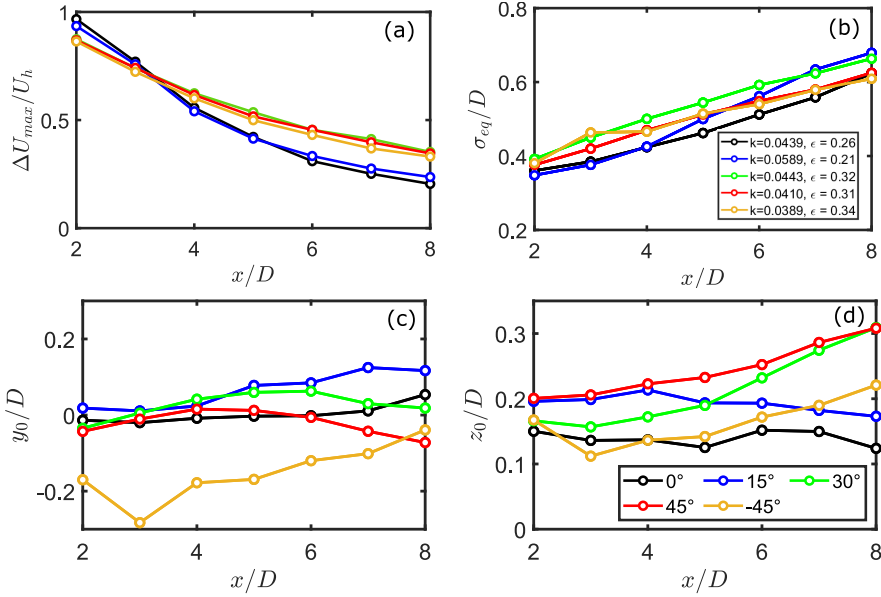 (a)
1
0.5
0
ΔU_max/U_h
2 4 6 8
x/D
(b)
0.8
0.6
0.4
0.2
σ_eq/D
k=0.0439, ϵ = 0.26
k=0.0589, ϵ = 0.21
k=0.0443, ϵ = 0.32
k=0.0410, ϵ = 0.31
k=0.0389, ϵ = 0.34
2 4 6 8
x/D
(c)
0.2
0
-0.2
y_0/D
2 4 6 8
x/D
(d)
0.3
0.2
0.1
0
z_0/D
0° 15° 30°
45° -45°
2 4 6 8
x/D